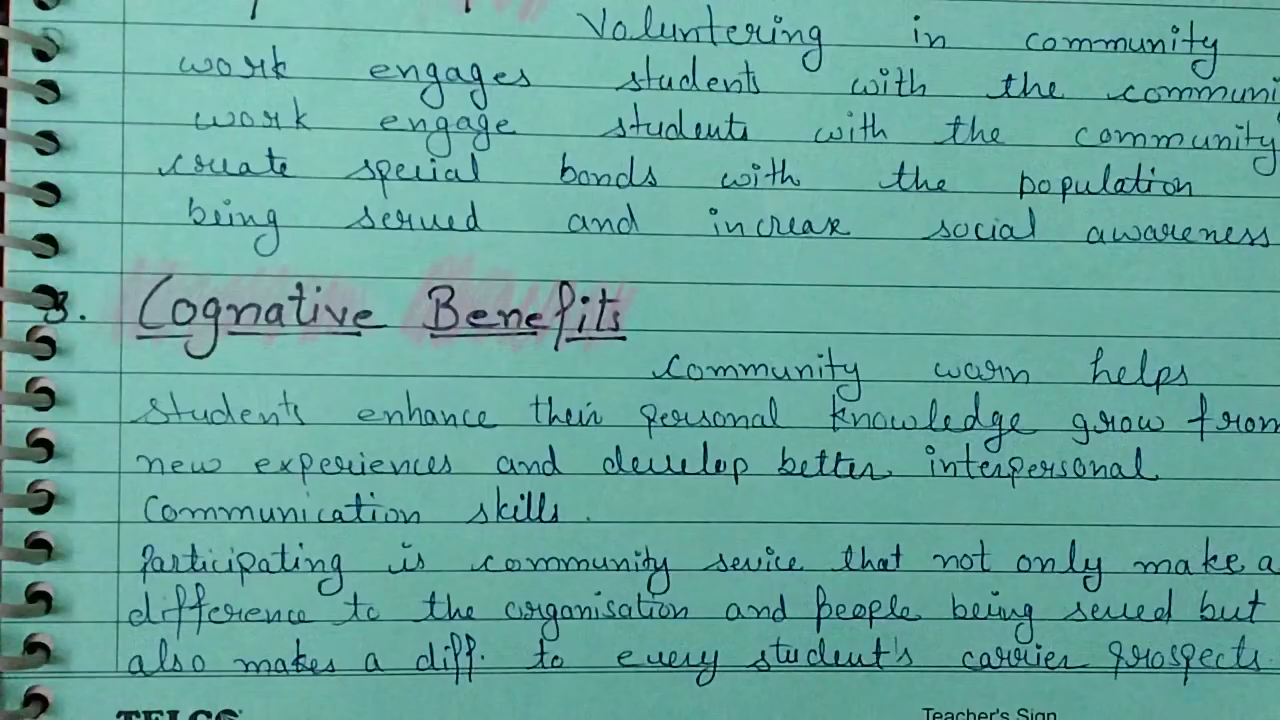 Voluntering in community
work engages students with the communi
work engage students with the community
create special bonds with the population
being served and increase social awareness
3. Cognative Benefits
community warn helps
students enhance their personal knowledge grow from
new experiences and develop better interpersonal
Communication skills.
Participating is community sevice that not only make a
difference to the organisation and people being served but
also makes a diff. to every student's carrier prospects
Teacher's Sign